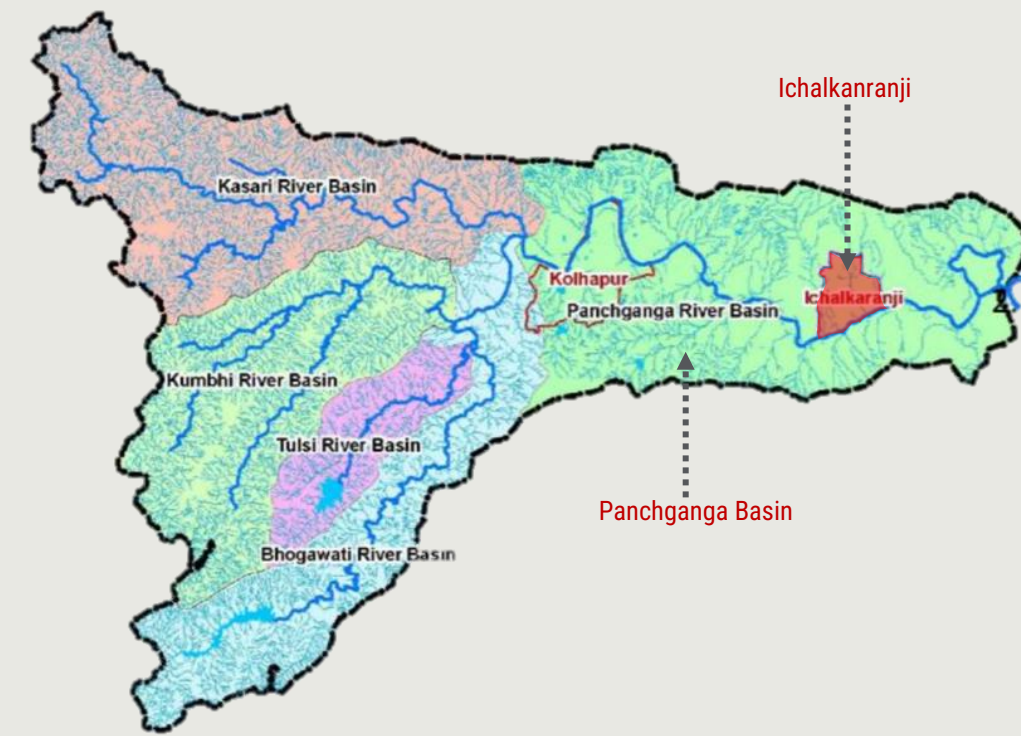 Ichalkanranji
Kasari River Basin
Kolhapur
Ichalkaranji
Panchganga River Basin
Kumbhi River Basin
Tulsi River Basin
Panchganga Basin
Bhogawati River Basin